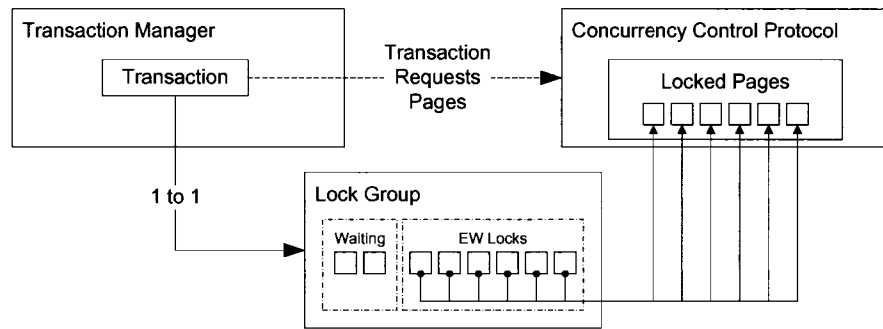 Transaction Manager
Transaction
Transaction
Requests
Pages
Concurrency Control Protocol
Locked Pages
1 to 1
Lock Group
Waiting
EW Locks